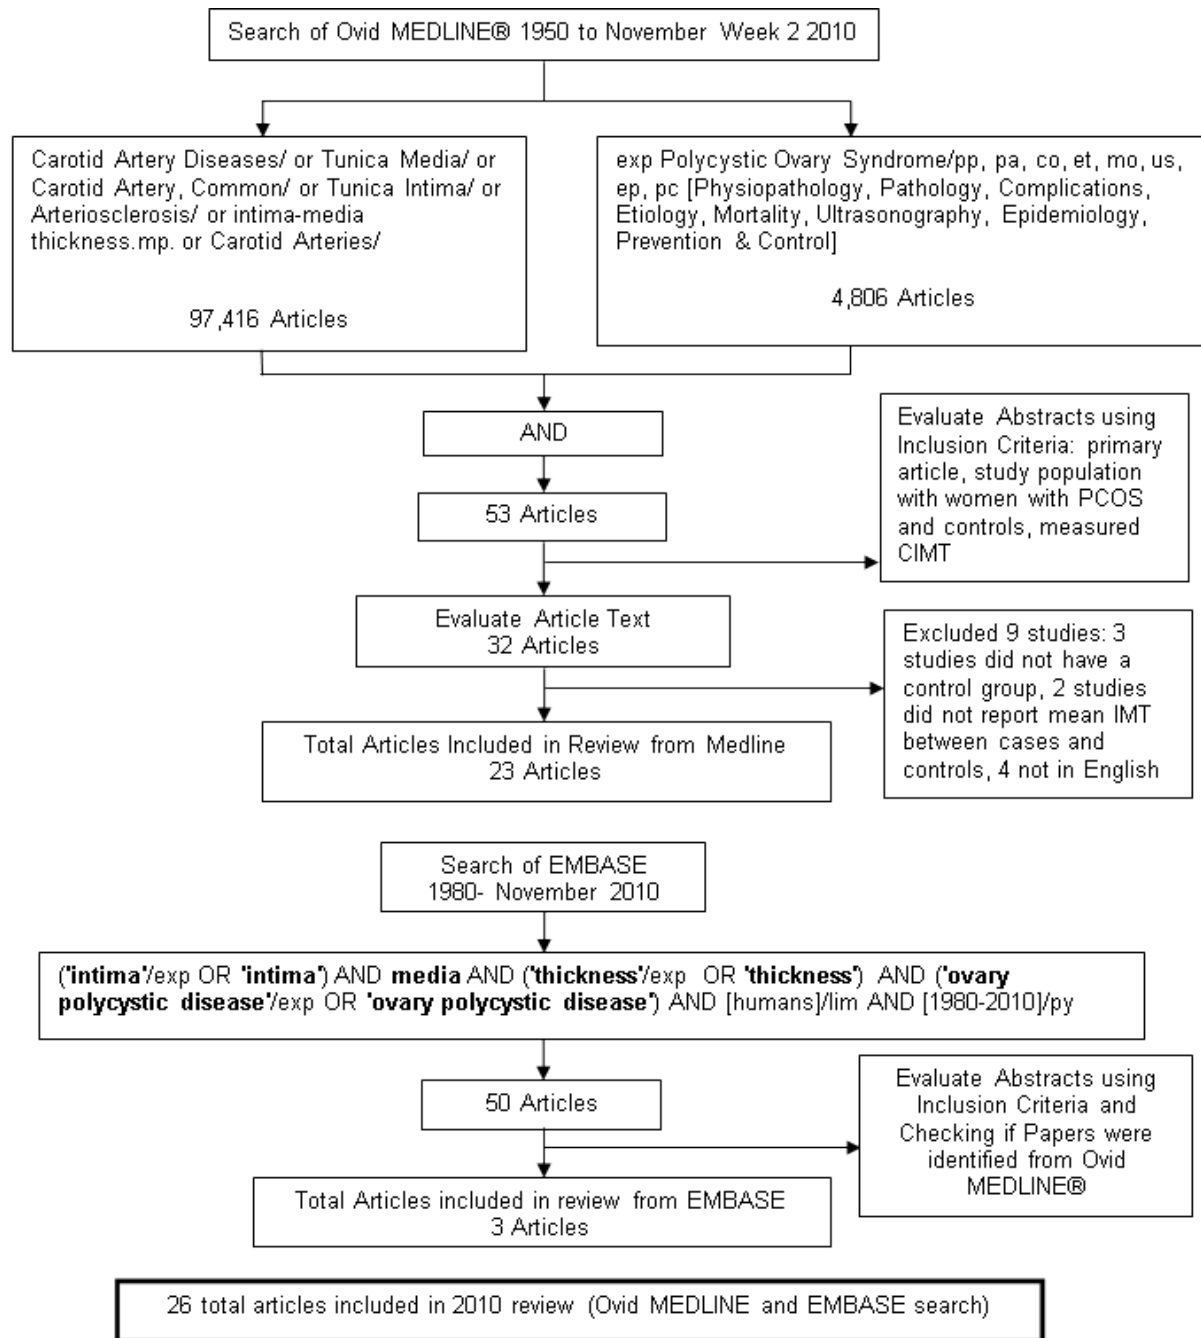 Search of Ovid MEDLINE® 1950 to November Week 2 2010
Carotid Artery Diseases/ or Tunica Media/ or
Carotid Artery, Common/ or Tunica Intima/ or
Arteriosclerosis/ or intima-media
thickness.mp. or Carotid Arteries/
97,416 Articles
exp Polycystic Ovary Syndrome/pp, pa, co, et, mo, us,
ep, pc [Physiopathology, Pathology, Complications,
Etiology, Mortality, Ultrasonography, Epidemiology,
Prevention & Control]
4,806 Articles
AND
53 Articles
Evaluate Abstracts using
Inclusion Criteria: primary
article, study population
with women with PCOS
and controls, measured
CIMT
Evaluate Article Text
32 Articles
Excluded 9 studies: 3
studies did not have a
control group, 2 studies
did not report mean IMT
between cases and
controls, 4 not in English
Total Articles Included in Review from Medline
23 Articles
Search of EMBASE
1980- November 2010
('intima'/exp OR 'intima') AND media AND ('thickness'/exp OR 'thickness') AND ('ovary
polycystic disease'/exp OR 'ovary polycystic disease') AND [humans]/lim AND [1980-2010]/py
50 Articles
Evaluate Abstracts using
Inclusion Criteria and
Checking if Papers were
identified from Ovid
MEDLINE®
Total Articles included in review from EMBASE
3 Articles
26 total articles included in 2010 review (Ovid MEDLINE and EMBASE search)